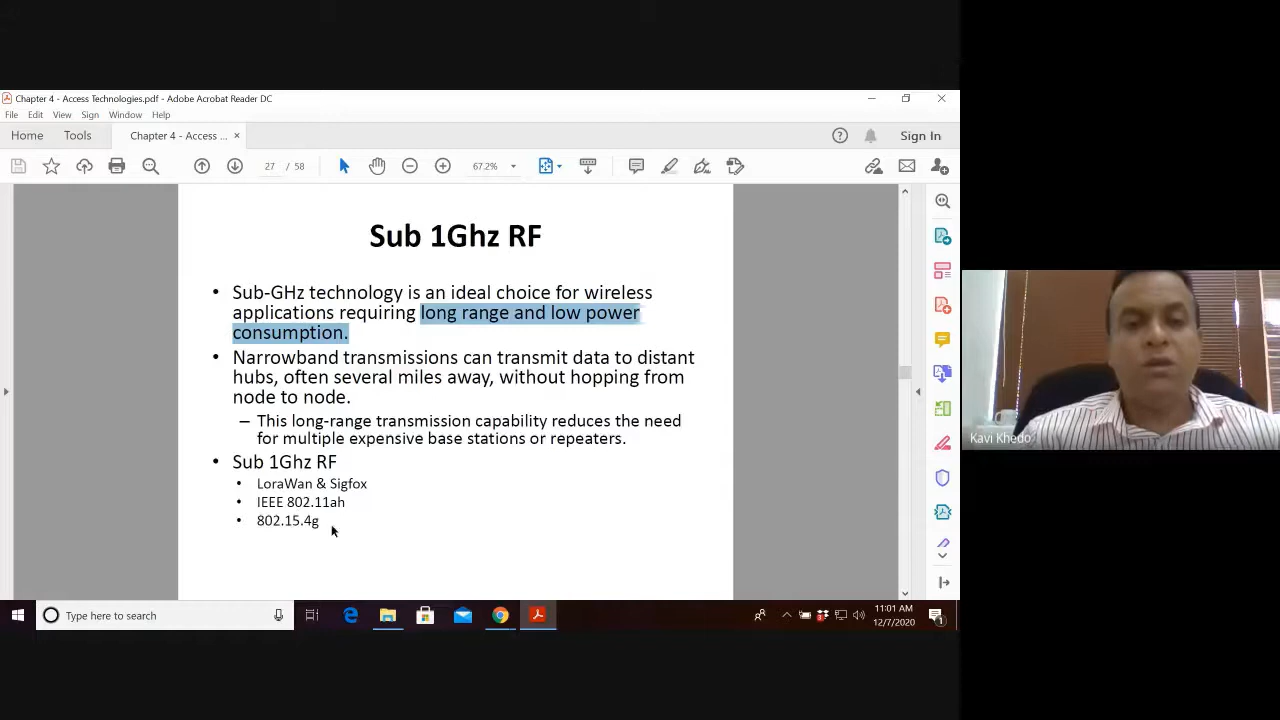 Chapter 4 - Access Technologies.pdf - Adobe Acrobat Reader DC
File Edit View Sign Window Help
Home Tools Chapter 4 - Access ... × Sign In
27 / 58 67.2%
Sub 1Ghz RF
• Sub-GHz technology is an ideal choice for wireless
applications requiring long range and low power
consumption.
• Narrowband transmissions can transmit data to distant
hubs, often several miles away, without hopping from
node to node.
– This long-range transmission capability reduces the need
for multiple expensive base stations or repeaters.
• Sub 1Ghz RF
• LoraWan & Sigfox
• IEEE 802.11ah
• 802.15.4g
Kavi Khedo
Type here to search
11:01 AM
12/7/2020
1